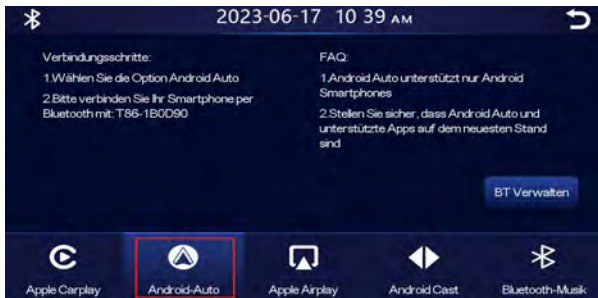 2023-06-17 10 39 AM
Verbindungsschritte:
1.Wählen Sie die Option Android Auto
2.Bitte verbinden Sie Ihr Smartphone per
Bluetooth mit: T86-1B0D90
FAQ:
1.Android Auto unterstützt nur Android
Smartphones
2.Stellen Sie sicher, dass Android Auto und
unterstützte Apps auf dem neuesten Stand
sind
BT Verwalten
Apple Carplay
Android-Auto
Apple Airplay
Android Cast
Bluetooth-Musik